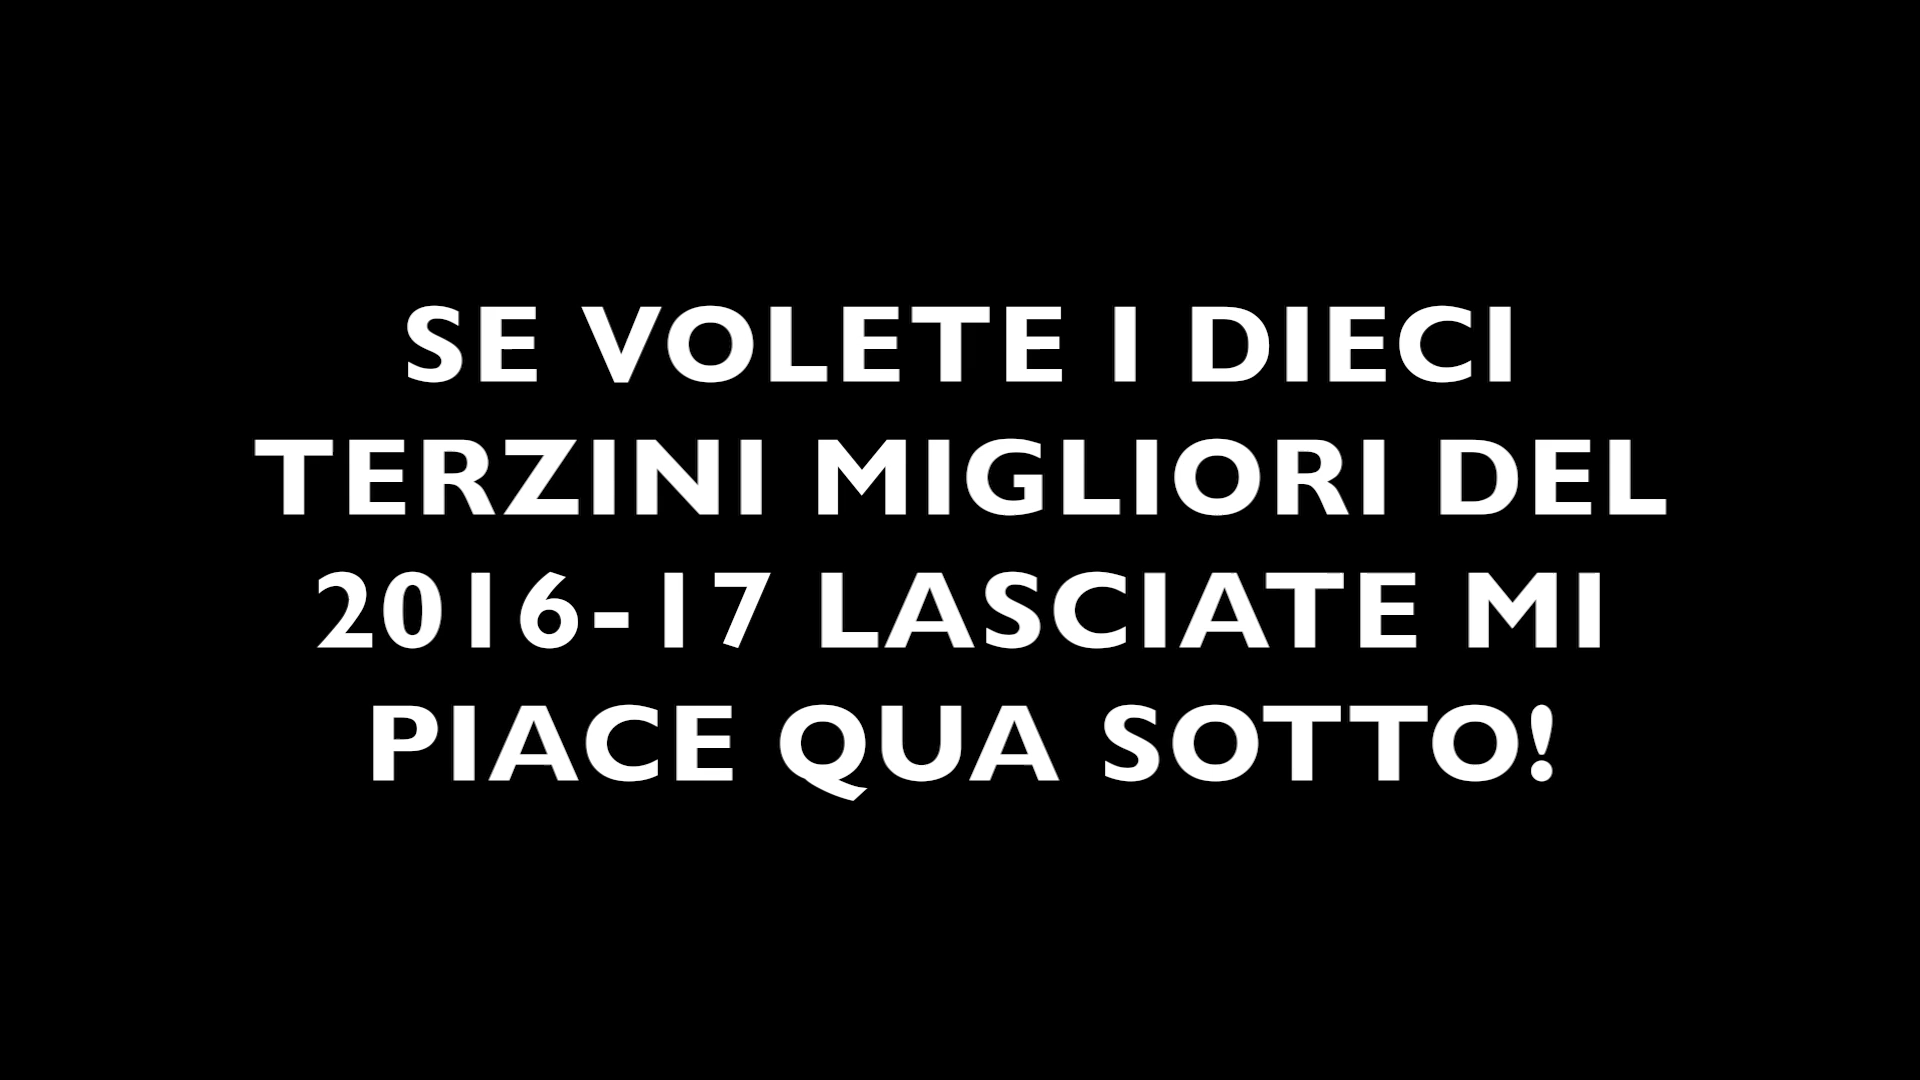 SE VOLETE I DIECI
TERZINI MIGLIORI DEL
2016-17 LASCIATE MI
PIACE QUA SOTTO!